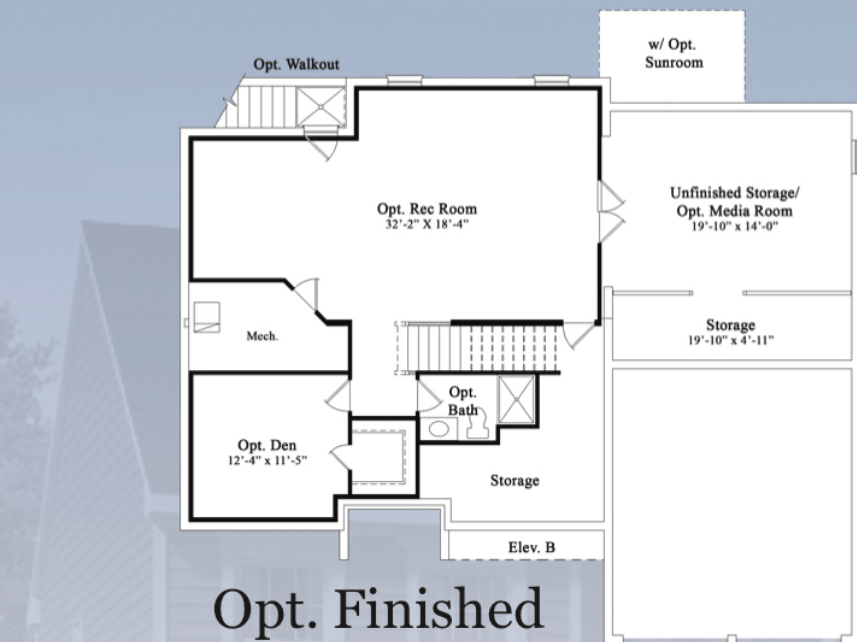 w/ Opt.
Sunroom
Opt. Walkout
Unfinished Storage/
Opt. Media Room
19'-10" x 14'-0"
Opt. Rec Room
32'-2" X 18'-4"
Storage
19'-10" x 4'-11"
Mech.
Opt.
Bath
Opt. Den
12'-4" x 11'-5"
Storage
Elev. B
Opt. Finished